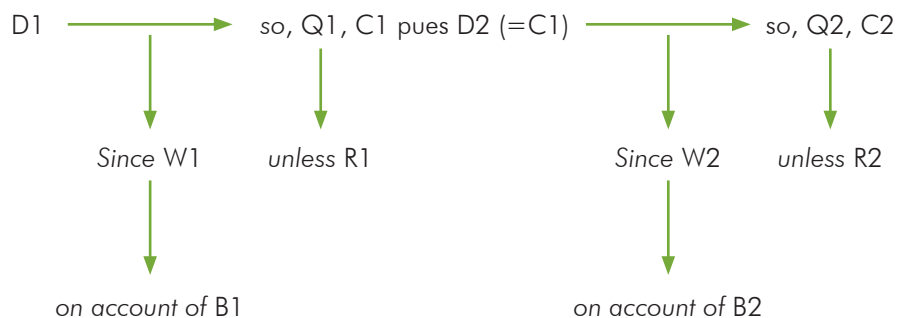 D1 so, Q1, C1 pues D2 (=C1) so, Q2, C2
Since W1 unless R1 Since W2 unless R2
on account of B1 on account of B2